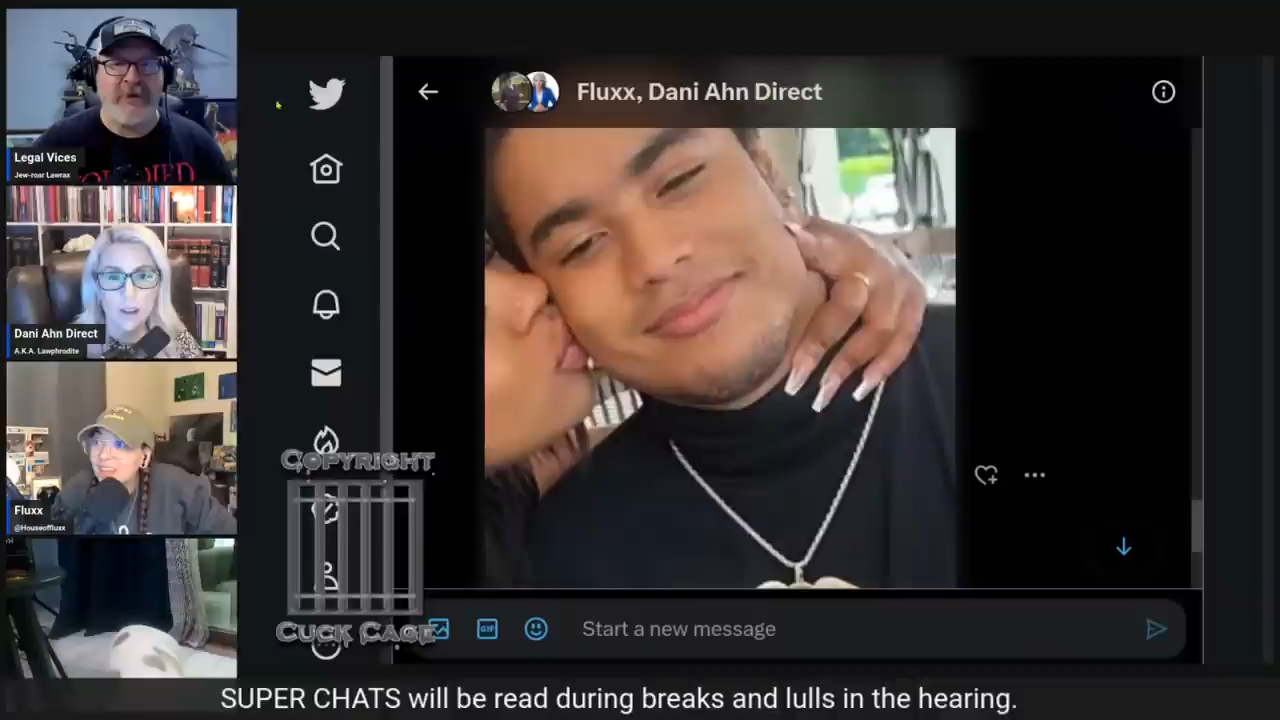 Legal Vices
Jew-roar Lawrax
Dani Ahn Direct
A.K.A. Lawphrodite
Fluxx
@Houseoffluxx
Fluxx, Dani Ahn Direct
COPYRIGHT
CUCK CAGE
GIF
Start a new message
SUPER CHATS will be read during breaks and lulls in the hearing.